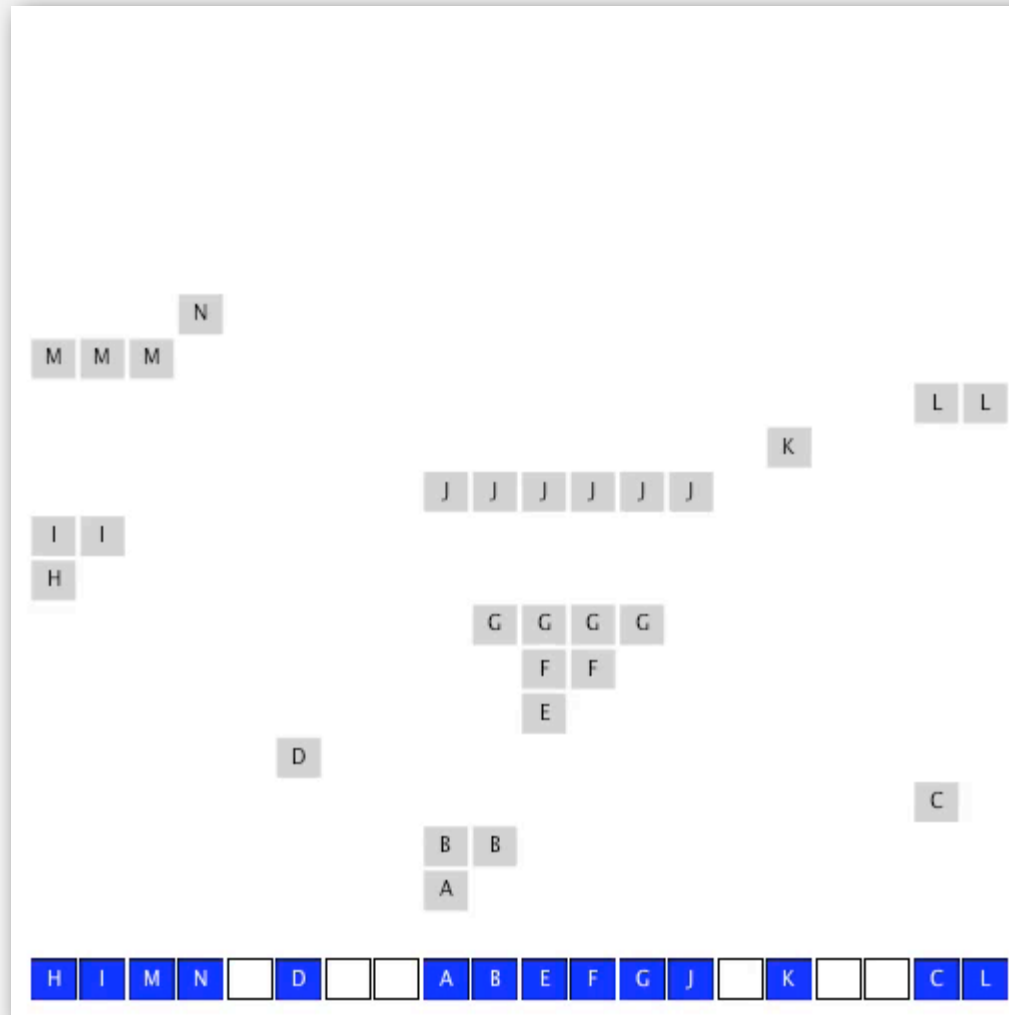 N
M M M
L L
K
J J J J J J
I I
H
G G G G
F F
E
D
C
B B
A
H I M N D A B E F G J K C L